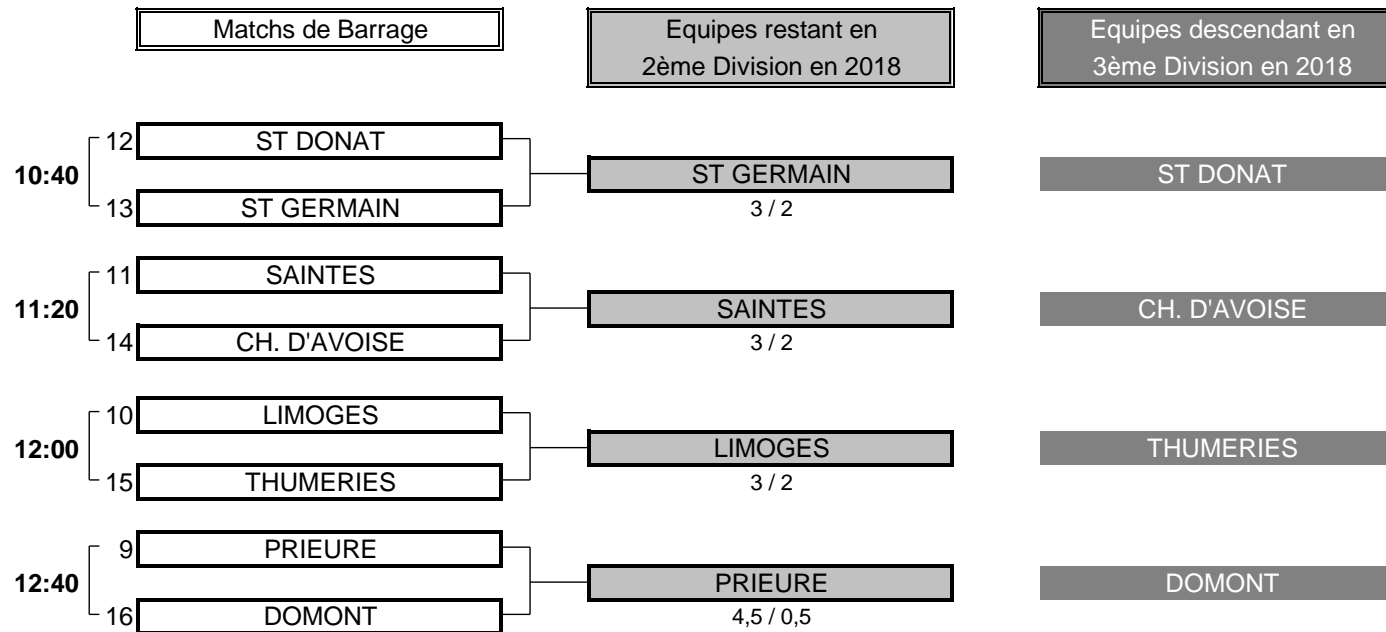 Matchs de Barrage
Equipes restant en
2ème Division en 2018
Equipes descendant en
3ème Division en 2018
12 ST DONAT
10:40 ST GERMAIN ST DONAT
13 ST GERMAIN 3 / 2
11 SAINTES
11:20 SAINTES CH. D'AVOISE
14 CH. D'AVOISE 3 / 2
10 LIMOGES
12:00 LIMOGES THUMERIES
15 THUMERIES 3 / 2
9 PRIEURE
12:40 PRIEURE DOMONT
16 DOMONT 4,5 / 0,5